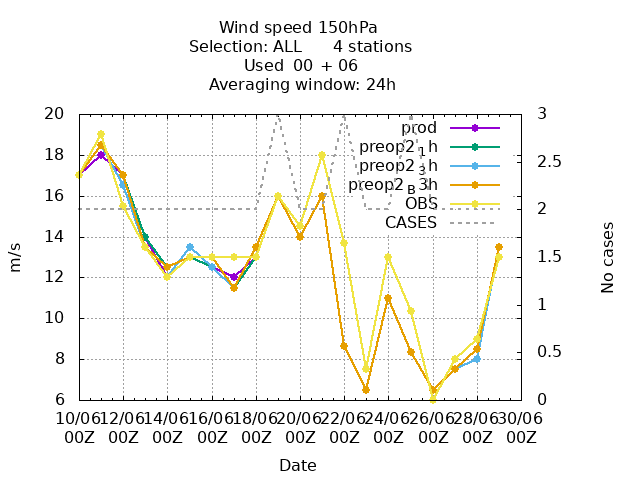 Wind speed 150hPa
Selection: ALL 4 stations
Used 00 + 06
Averaging window: 24h
20 3
prod
preop2 1h
18 2.5
preop2 3h
preop2 B 3h
16 2
OBS
CASES
14 1.5
12
10 1
8 0.5
6 0
m/s
No cases
10/06 12/06 14/06 16/06 18/06 20/06 22/06 24/06 26/06 28/06 30/06
00Z 00Z 00Z 00Z 00Z 00Z 00Z 00Z 00Z 00Z 00Z
Date